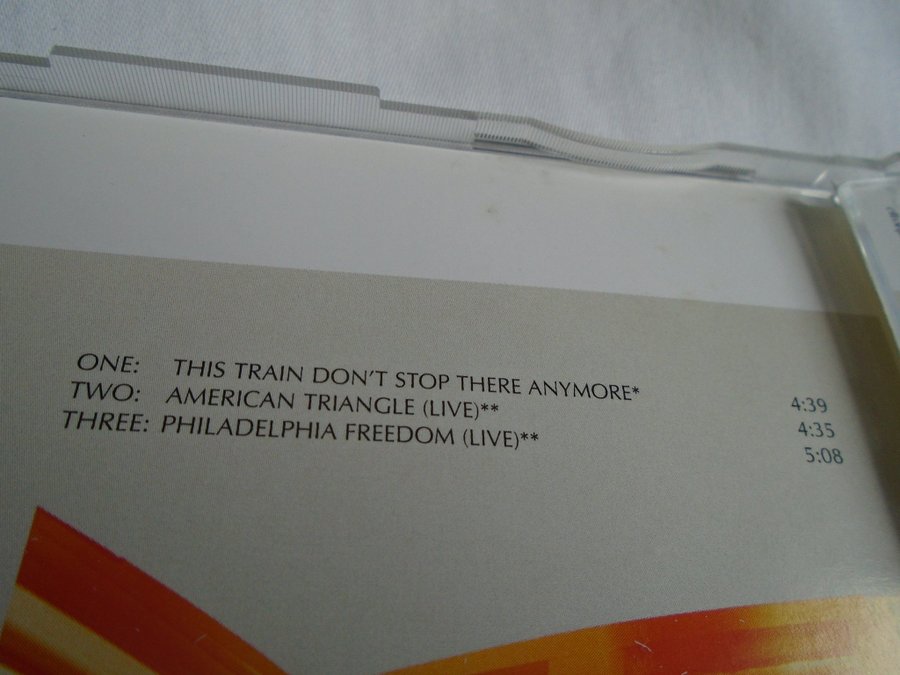 ONE: THIS TRAIN DON'T STOP THERE ANYMORE* 4:39
TWO: AMERICAN TRIANGLE (LIVE)** 4:35
THREE: PHILADELPHIA FREEDOM (LIVE)** 5:08